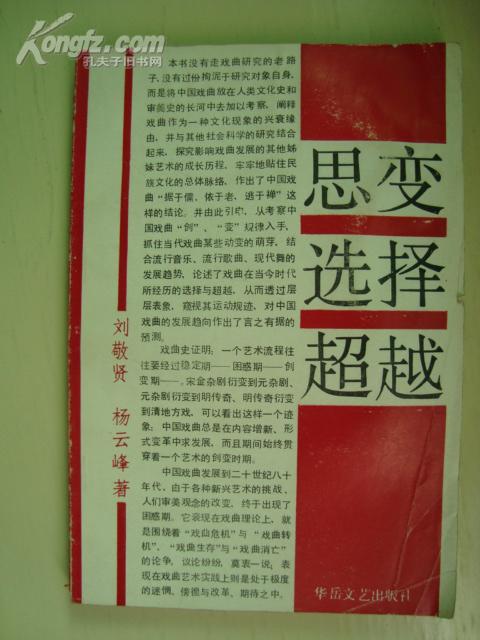 Kongfz.com
孔夫子旧书网
本书没有走戏曲研究的老路
子,没有过份拘泥于研究对象自身,
而是将中国戏曲放在人类文化史和
审美史的长河中去加以考察,阐释
戏曲作为一种文化现象的兴衰缘
由,并与其他社会科学的研究结合
起来,探究影响戏曲发展的其他姊
妹艺术的成长历程,牢牢地贴住民
族文化的总体脉络,作出了中国戏
曲“据于儒、依于老、逃于禅”这
样的结论。并由此引申,从考察中
国戏曲“创”、“变”规律入手,
抓住当代戏曲某些动变的萌芽,结
合流行音乐、流行歌曲、现代舞的
发展趋势,论述了戏曲在当今时代
所经历的选择与超越,从而透过层
层表象,窥视其运动规迹,对中国
戏曲的发展趋向作出了言之有据的
预测。
戏曲史证明,一个艺术流程往
往要经过稳定期——困惑期——创
变期——。宋金杂剧衍变到元杂剧、
元杂剧衍变到明传奇、明传奇衍变
到清地方戏,可以看出这样一个迹
象:中国戏曲总是在内容增新、形
式变革中求发展,而且期间始终贯
穿着一个艺术的创变时期。
中国戏曲发展到二十世纪八十
年代,由于各种新兴艺术的挑战、
人们审美观念的改变,终于出现了
困惑期。它表现在戏曲理论上,就
是围绕着“戏曲危机”与“戏曲转
机”、“戏曲生存”与“戏曲消亡”
的论争,议论纷纷,莫衷一说;表
现在戏曲艺术实践上则是处于极度
的迷惘、傍徨与改革、期待之中。
思变
选择
超越
刘敬贤 杨云峰著
华岳文艺出版社